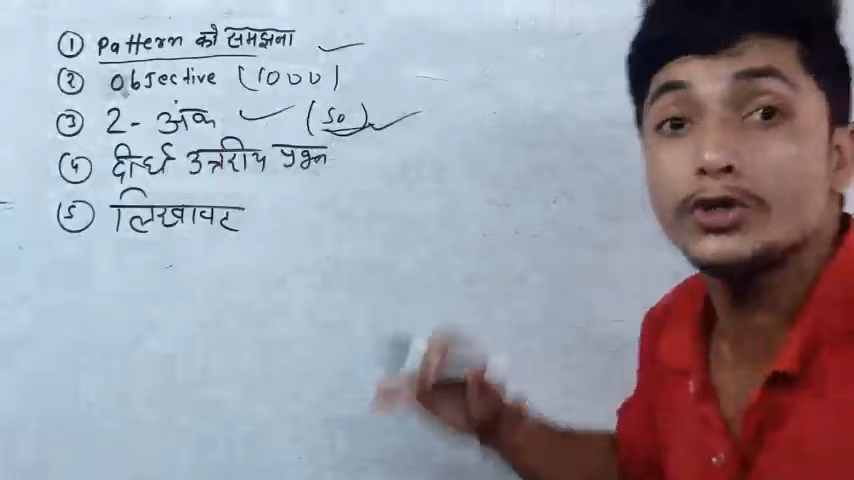 ① Pattern को समझना
② Objective (1000)
③ 2 - अंक (50)
④ दीर्घ उत्तरीय प्रश्न
⑤ लिखावट